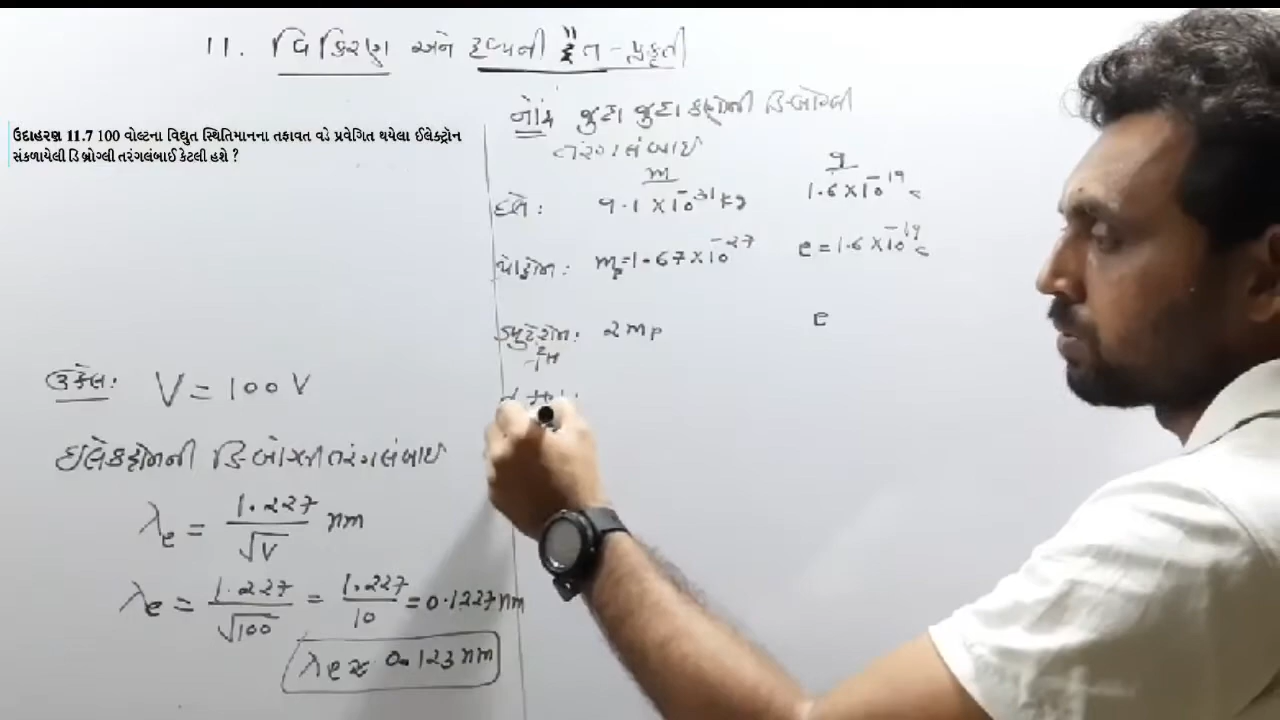 11. વિકિરણ અને દ્રવ્યની દ્વૈત - પ્રકૃતી
ઉદાહરણ 11.7 100 વોલ્ટના વિદ્યુત સ્થિતિમાનના તફાવત વડે પ્રવેગિત થયેલા ઈલેક્ટ્રોન
સંકળાયેલી ડિ બ્રોગ્લી તરંગલંબાઈ કેટલી હશે ?
ઉકેલ: V = 100 V
ઇલેક્ટ્રોનની ડિ-બ્રોગ્લી તરંગલંબાઇ
λe = 1.227 / √V nm
λe = 1.227 / √100 = 1.227 / 10 = 0.1227 nm
λe ≈ 0.123 nm
નોંધ જુદા જુદા કણોની ડિ-બ્રોગ્લી
તરંગલંબાઇ
m q
ઇલે: 9.1 × 10⁻³¹ kg 1.6 × 10⁻¹⁹ C
પ્રોટ્રોન: mp = 1.67 × 10⁻²⁷ e = 1.6 × 10⁻¹⁹ C
ડ્યુટેરોન: 2mp e
₁²H